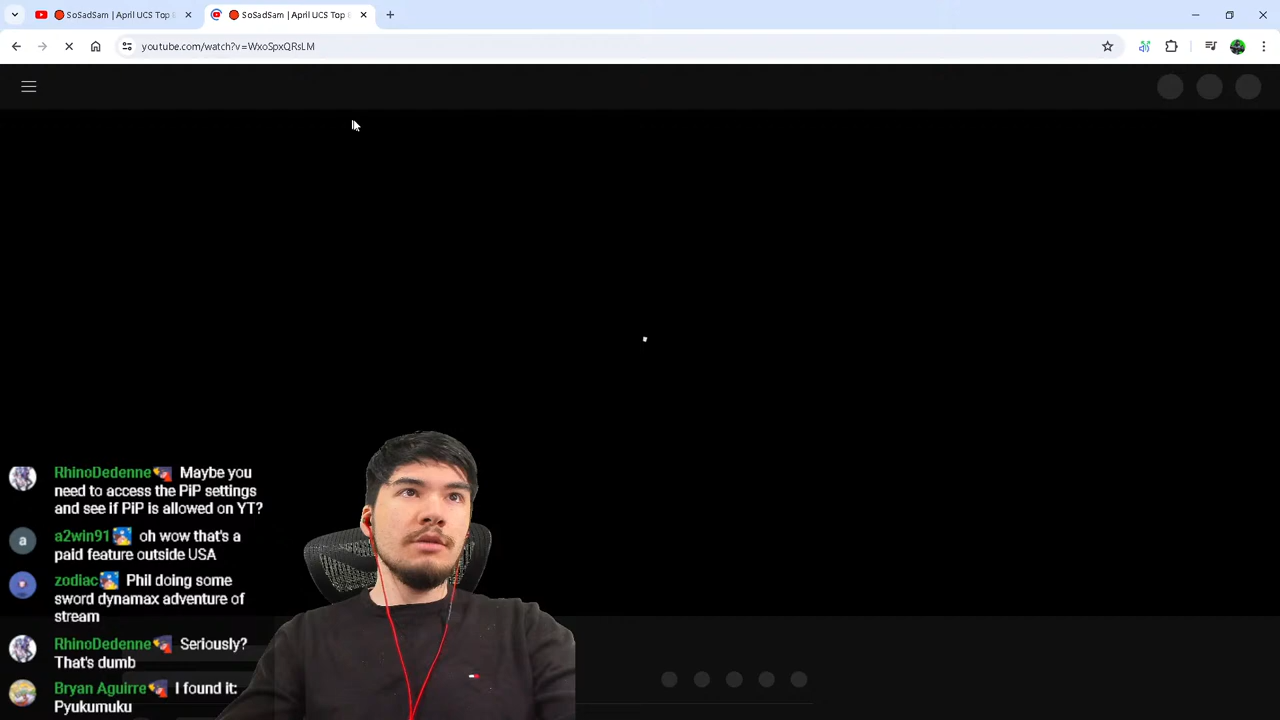 SoSadSam | April UCS Top
SoSadSam | April UCS Top
youtube.com/watch?v=WxoSpxQRsLM
RhinoDedenne Maybe you
need to access the PiP settings
and see if PiP is allowed on YT?
a
a2win91 oh wow that's a
paid feature outside USA
zodiac Phil doing some
sword dynamax adventure of
stream
RhinoDedenne Seriously?
That's dumb
Bryan Aguirre I found it:
Pyukumuku